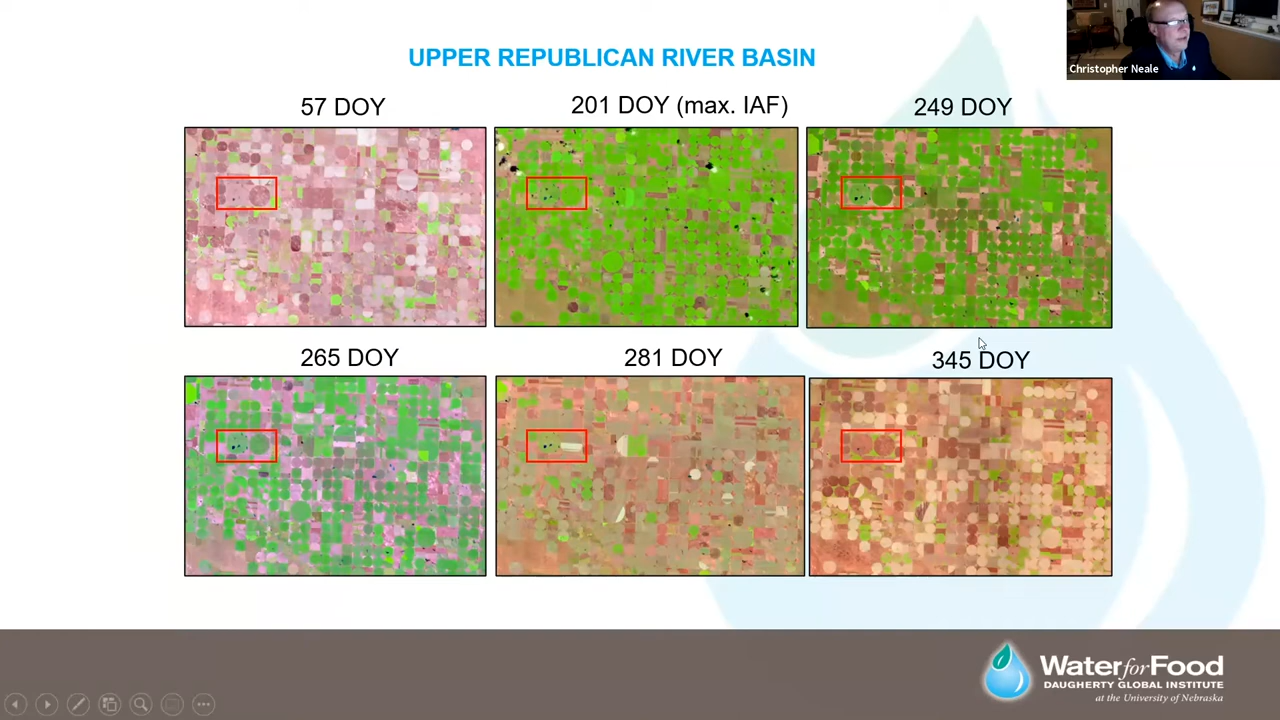 UPPER REPUBLICAN RIVER BASIN
Christopher Neale
57 DOY
201 DOY (max. IAF)
249 DOY
265 DOY
281 DOY
345 DOY
Water for Food
DAUGHERTY GLOBAL INSTITUTE
at the University of Nebraska